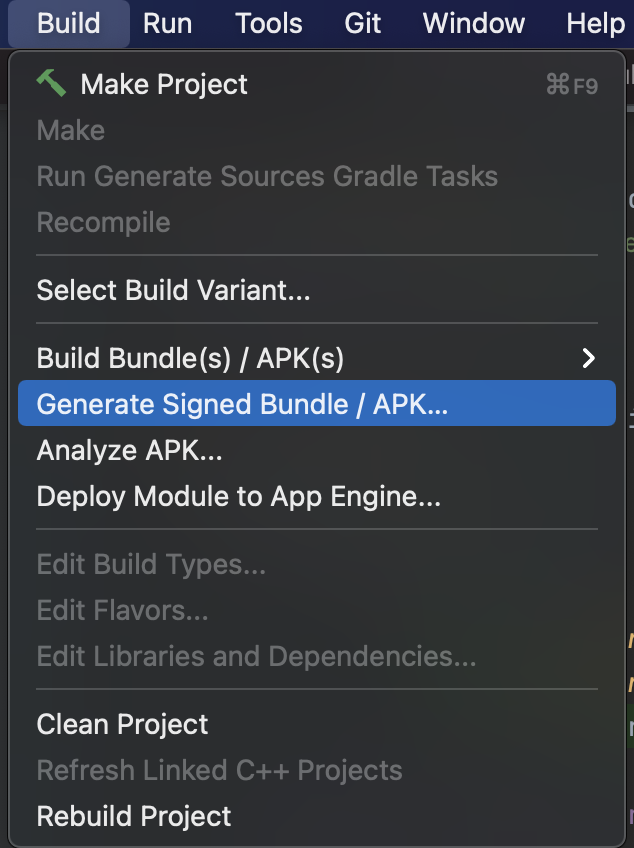 Build Run Tools Git Window Help
Make Project ⌘F9
Make
Run Generate Sources Gradle Tasks
Recompile
Select Build Variant...
Build Bundle(s) / APK(s)
Generate Signed Bundle / APK...
Analyze APK...
Deploy Module to App Engine...
Edit Build Types...
Edit Flavors...
Edit Libraries and Dependencies...
Clean Project
Refresh Linked C++ Projects
Rebuild Project